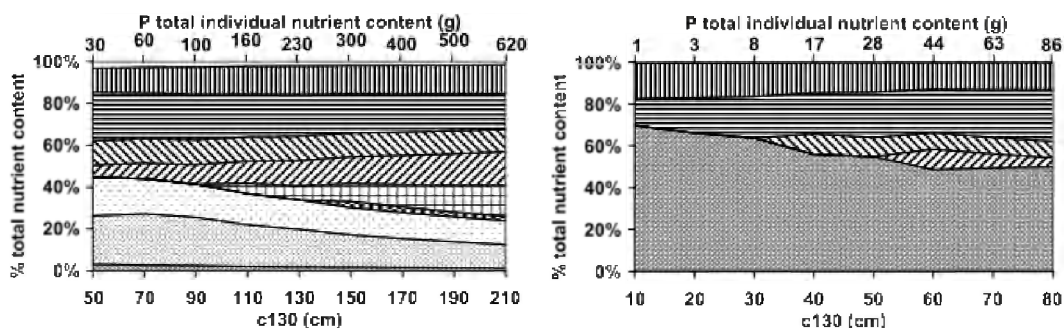 P total individual nutrient content (g)
30 60 100 160 230 300 400 500 620
100%
80%
60%
40%
20%
0%
% total nutrient content
50 70 90 110 130 150 170 190 210
c130 (cm)
P total individual nutrient content (g)
1 3 8 17 28 44 63 86
100%
80%
60%
40%
20%
0%
% total nutrient content
10 20 30 40 50 60 70 80
c130 (cm)